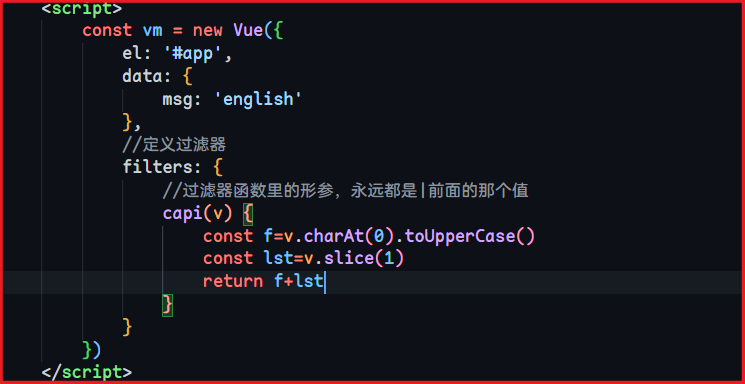 <script>
const vm = new Vue({
el: '#app',
data: {
msg: 'english'
},
//定义过滤器
filters: {
//过滤器函数里的形参，永远都是|前面的那个值
capi(v) {
const f=v.charAt(0).toUpperCase()
const lst=v.slice(1)
return f+lst
}
}
})
</script>